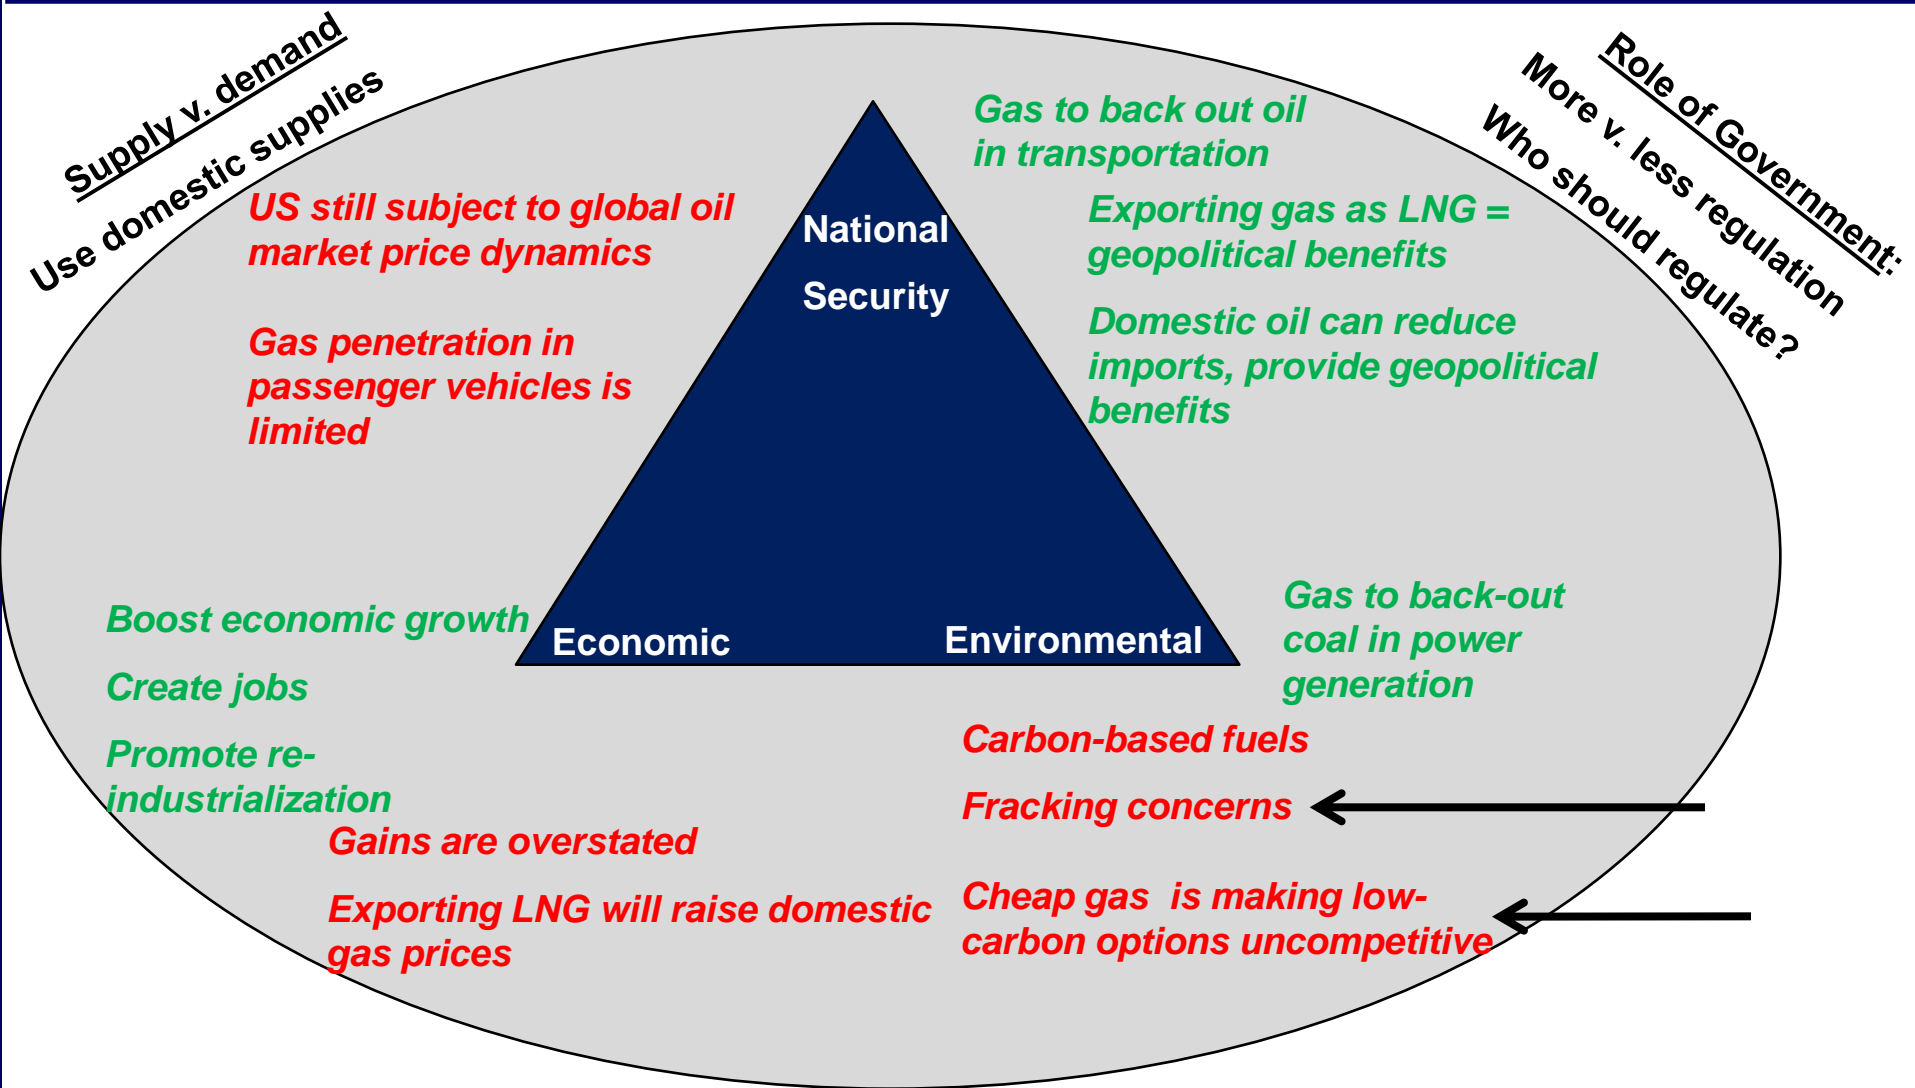 Supply v. demand
Use domestic supplies
Role of Government:
More v. less regulation
Who should regulate?
US still subject to global oil
market price dynamics
Gas penetration in
passenger vehicles is
limited
National
Security
Gas to back out oil
in transportation
Exporting gas as LNG =
geopolitical benefits
Domestic oil can reduce
imports, provide geopolitical
benefits
Boost economic growth
Create jobs
Promote re-
industrialization
Economic
Environmental
Gas to back-out
coal in power
generation
Gains are overstated
Exporting LNG will raise domestic
gas prices
Carbon-based fuels
Fracking concerns
Cheap gas  is making low-
carbon options uncompetitive